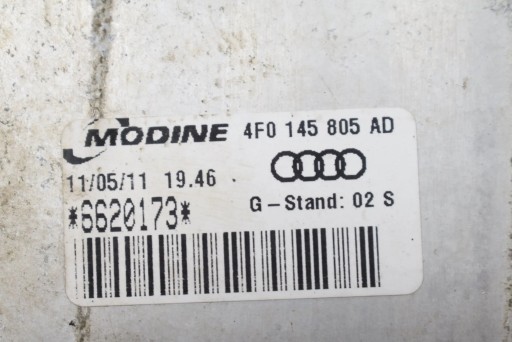 MODINE 4F0 145 805 AD
11/05/11 19.46
*6620173* G-Stand: 02 S